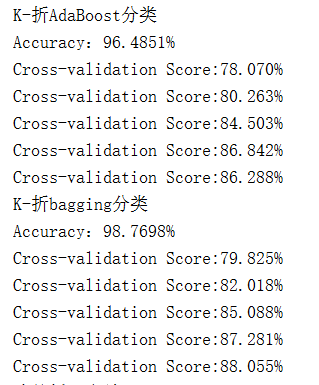 K-折AdaBoost分类
Accuracy：96.4851%
Cross-validation Score:78.070%
Cross-validation Score:80.263%
Cross-validation Score:84.503%
Cross-validation Score:86.842%
Cross-validation Score:86.288%
K-折bagging分类
Accuracy：98.7698%
Cross-validation Score:79.825%
Cross-validation Score:82.018%
Cross-validation Score:85.088%
Cross-validation Score:87.281%
Cross-validation Score:88.055%